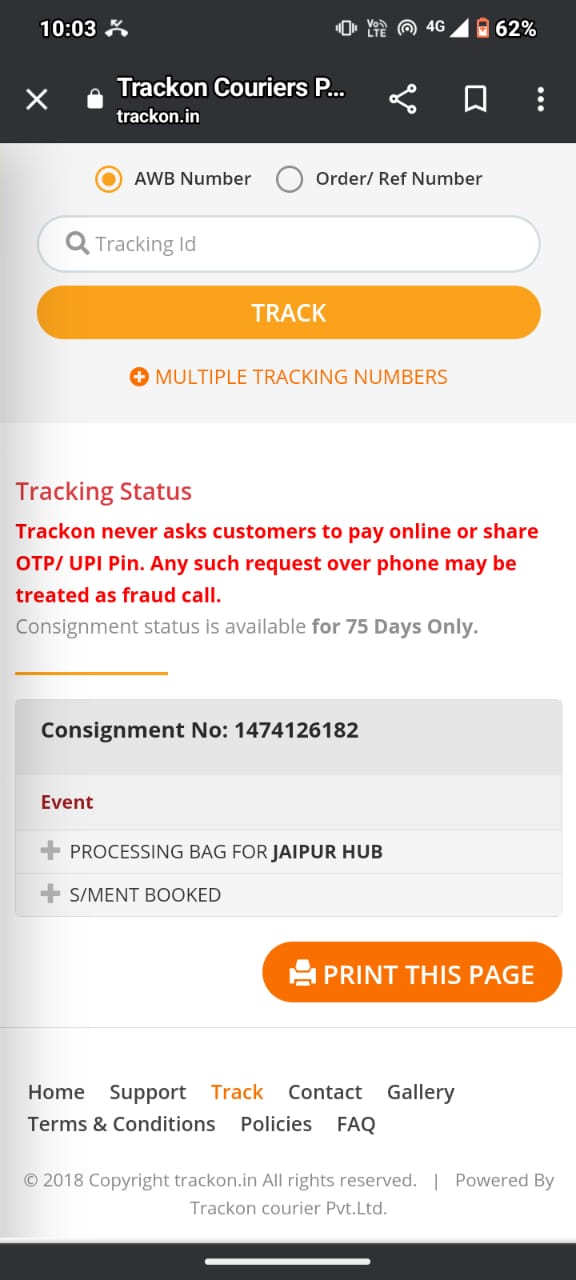 10:03
Vo)) LTE 4G 62%
Trackon Couriers P...
trackon.in
AWB Number Order/ Ref Number
Tracking Id
TRACK
MULTIPLE TRACKING NUMBERS
Tracking Status
Trackon never asks customers to pay online or share
OTP/ UPI Pin. Any such request over phone may be
treated as fraud call.
Consignment status is available for 75 Days Only.
Consignment No: 1474126182
Event
PROCESSING BAG FOR JAIPUR HUB
S/MENT BOOKED
PRINT THIS PAGE
Home Support Track Contact Gallery
Terms & Conditions Policies FAQ
© 2018 Copyright trackon.in All rights reserved. | Powered By
Trackon courier Pvt.Ltd.